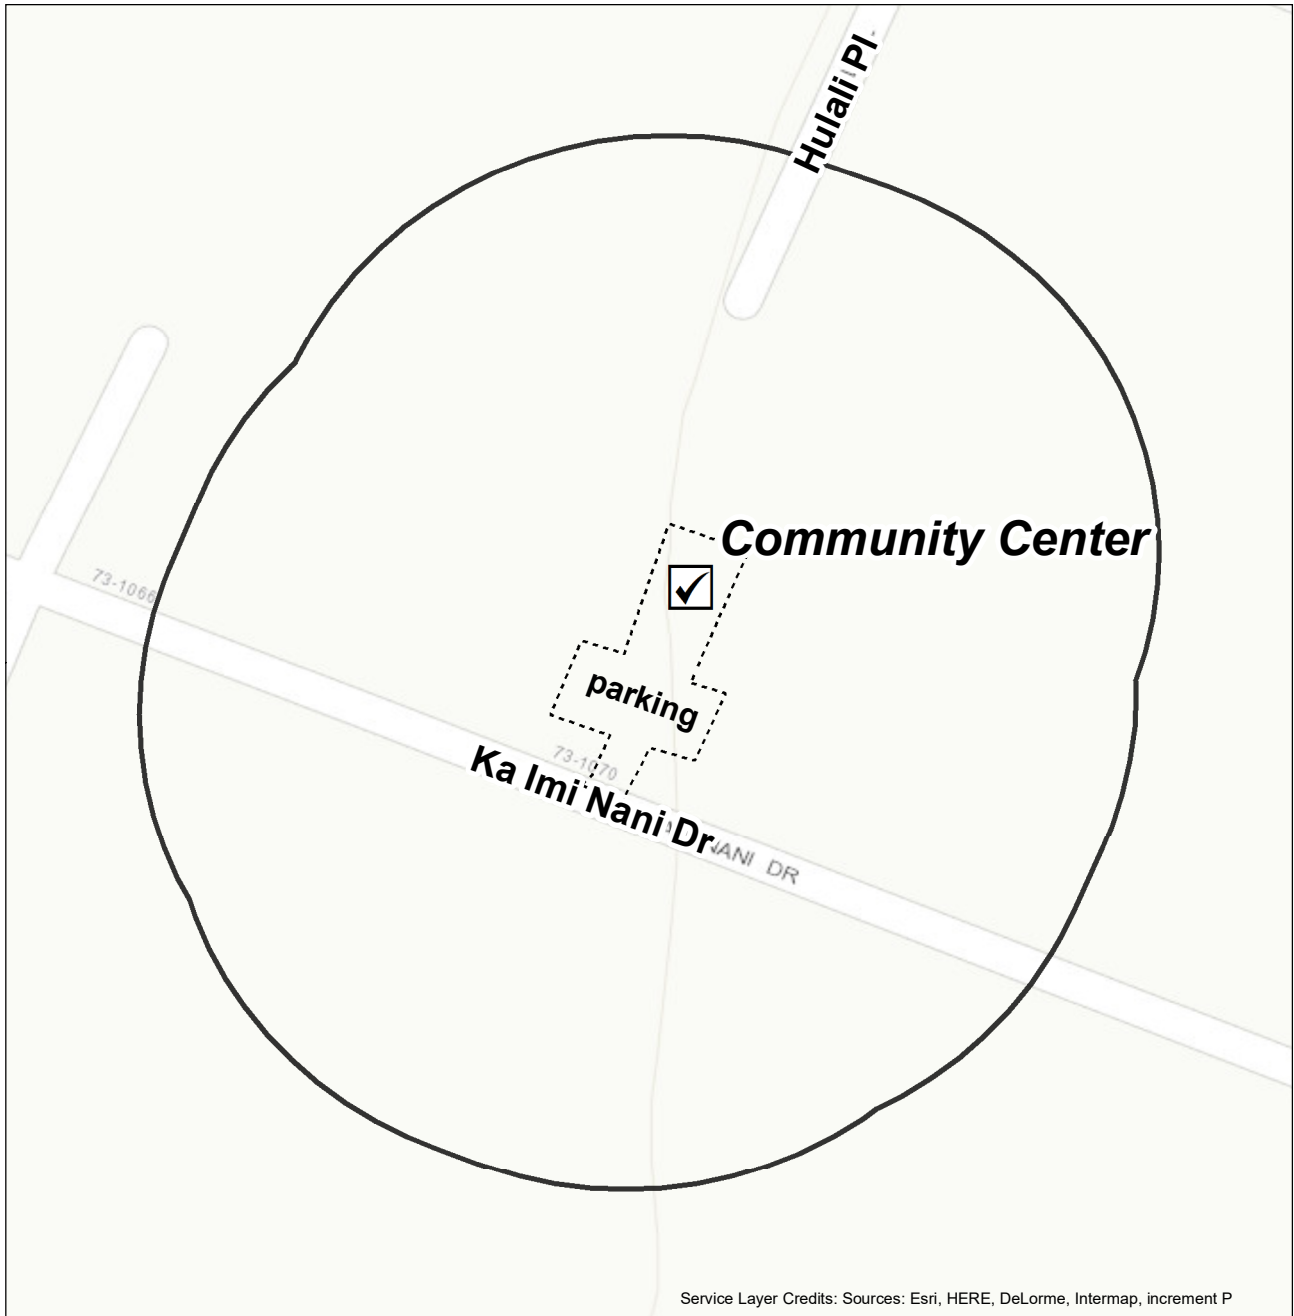 Hulali Pl
Community Center
73-1066
parking
73-1070
Ka Imi Nani Dr
NANI DR
Service Layer Credits: Sources: Esri, HERE, DeLorme, Intermap, increment P